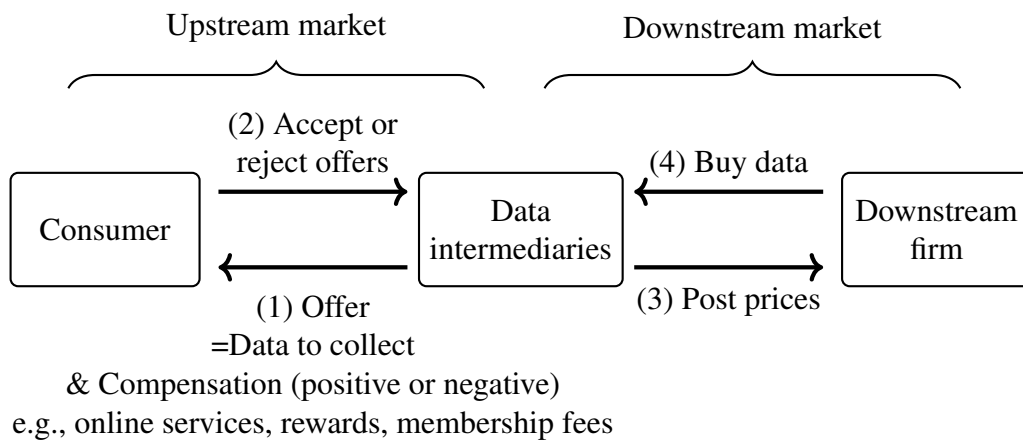 Upstream market
Downstream market
(2) Accept or
reject offers
(4) Buy data
Consumer
Data
intermediaries
Downstream
firm
(1) Offer
=Data to collect
& Compensation (positive or negative)
e.g., online services, rewards, membership fees
(3) Post prices